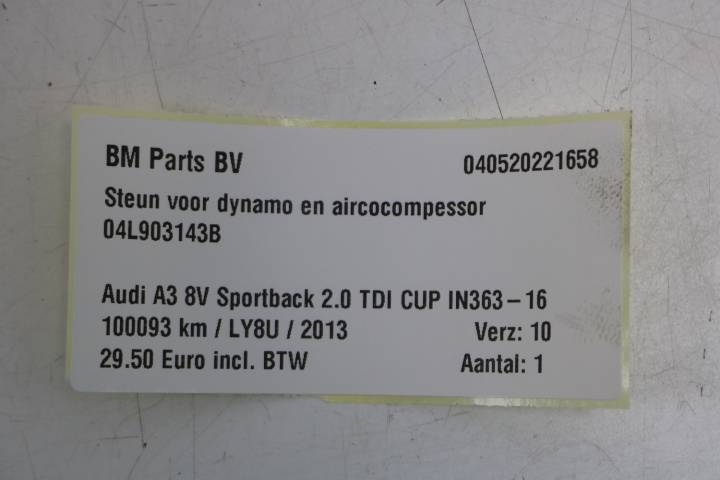 BM Parts BV 040520221658
Steun voor dynamo en aircocompessor
04L903143B
Audi A3 8V Sportback 2.0 TDI CUP IN363-16
100093 km / LY8U / 2013 Verz: 10
29.50 Euro incl. BTW Aantal: 1